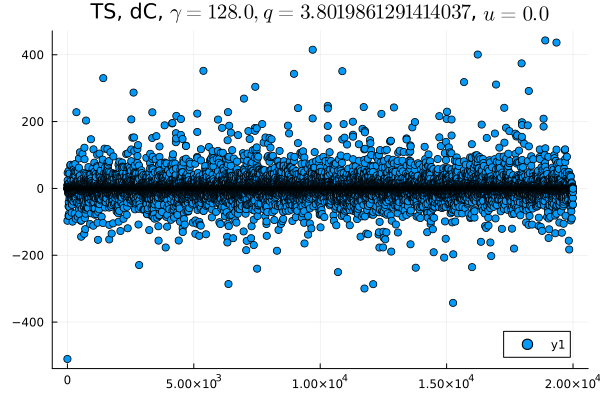 TS, dC, γ = 128.0, q = 3.8019861291414037, u = 0.0
400
200
0
−200
−400
y1
0 5.00×10³ 1.00×10⁴ 1.50×10⁴ 2.00×10⁴